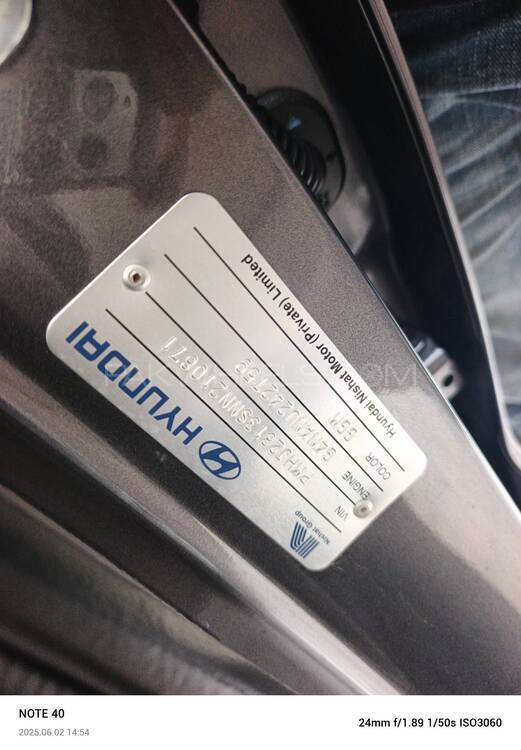 Nishat Group
HYUNDAI
VIN
ENGINE
COLOR
Hyundai Nishat Motor (Private) Limited
NOTE 40
2025.06.02 14:54
24mm f/1.89 1/50s ISO3060